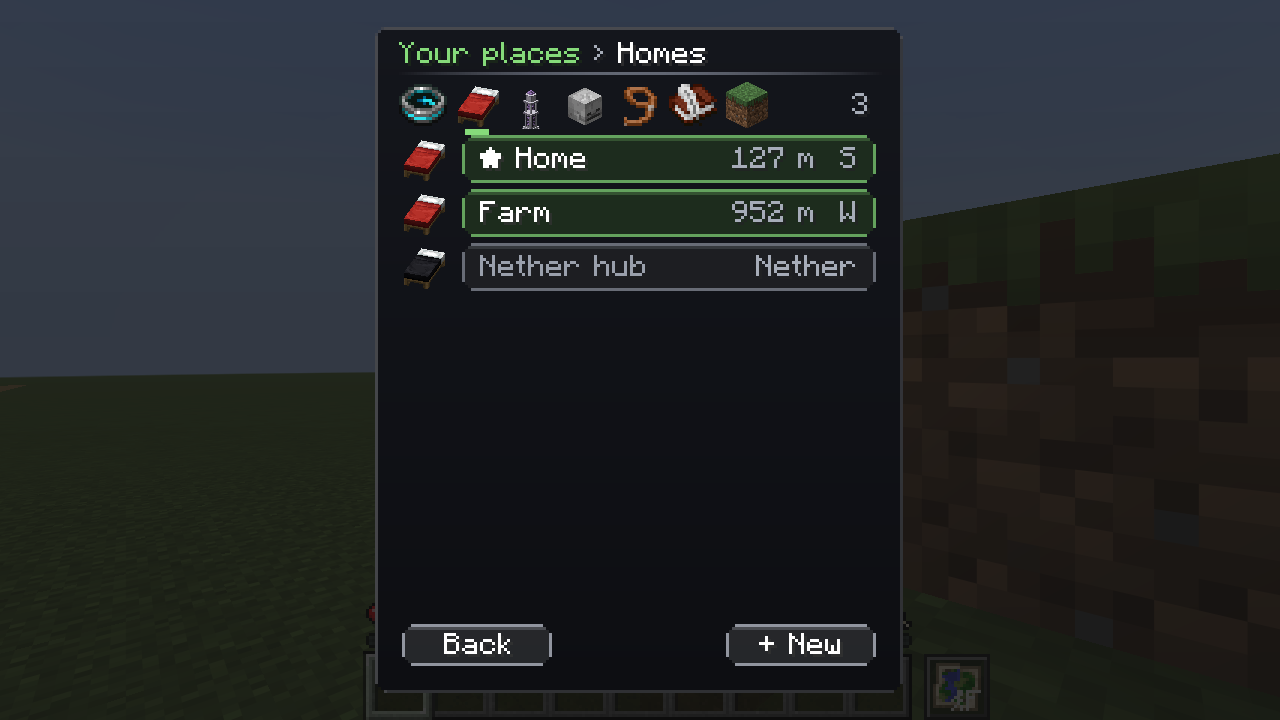 Your places > Homes
3
Home 127 m S
Farm 952 m W
Nether hub Nether
Back + New